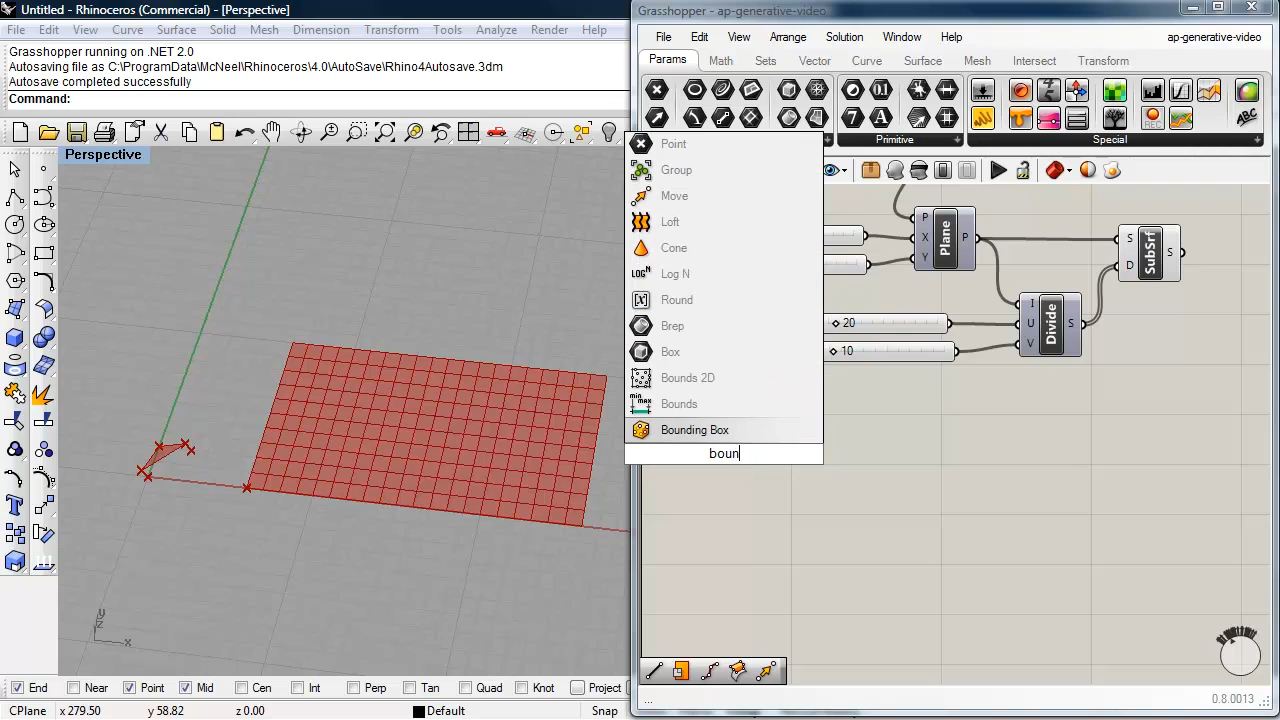 Untitled - Rhinoceros (Commercial) - [Perspective]
File Edit View Curve Surface Solid Mesh Dimension Transform Tools Analyze Render Help
Grasshopper running on .NET 2.0
Autosaving file as C:\ProgramData\McNeel\Rhinoceros\4.0\AutoSave\Rhino4Autosave.3dm
Autosave completed successfully
Command:
Perspective
z
x
End Near Point Mid Cen Int Perp Tan Quad Knot Project
CPlane x 279.50 y 58.82 z 0.00 Default Snap
Grasshopper - ap-generative-video
File Edit View Arrange Solution Window Help ap-generative-video
Params Math Sets Vector Curve Surface Mesh Intersect Transform
Primitive Special
Point
Group
Move
Loft
Cone
LOGN Log N
Round
Brep
Box
Bounds 2D
min max Bounds
Bounding Box
boun
P X Y Plane P
S D SubSrf S
20
10
I U V Divide S
...
0.8.0013